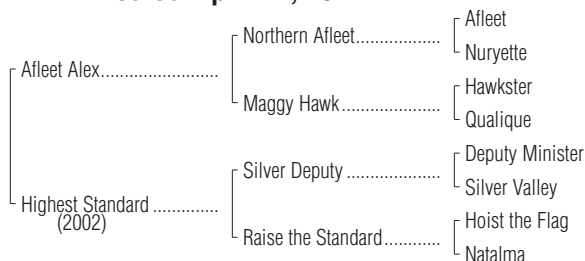 Afleet
Northern Afleet....................
Nuryette
Afleet Alex.............................
Hawkster
Maggy Hawk.......................
Qualique
Deputy Minister
Silver Deputy......................
Silver Valley
Highest Standard................
(2002)
Hoist the Flag
Raise the Standard.............
Natalma